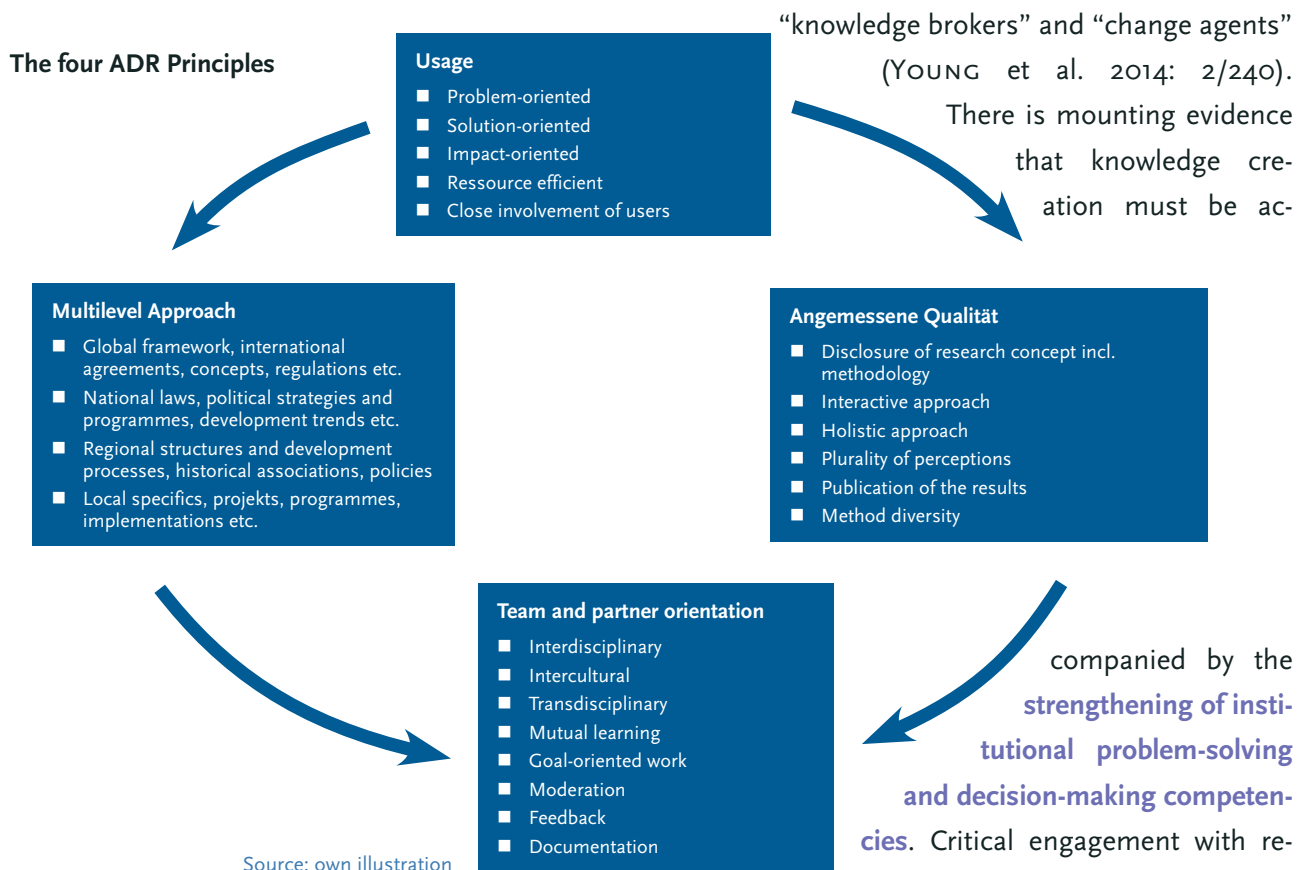 The four ADR Principles
Usage
Problem-oriented
Solution-oriented
Impact-oriented
Ressource efficient
Close involvement of users
“knowledge brokers” and “change agents”
(Young et al. 2014: 2/240).
There is mounting evidence
that knowledge cre-
ation must be ac-
Multilevel Approach
Global framework, international
agreements, concepts, regulations etc.
National laws, political strategies and
programmes, development trends etc.
Regional structures and development
processes, historical associations, policies
Local specifics, projekts, programmes,
implementations etc.
Angemessene Qualität
Disclosure of research concept incl.
methodology
Interactive approach
Holistic approach
Plurality of perceptions
Publication of the results
Method diversity
Team and partner orientation
Interdisciplinary
Intercultural
Transdisciplinary
Mutual learning
Goal-oriented work
Moderation
Feedback
Documentation
companied by the
strengthening of insti-
tutional problem-solving
and decision-making competen-
cies. Critical engagement with re-
Source: own illustration